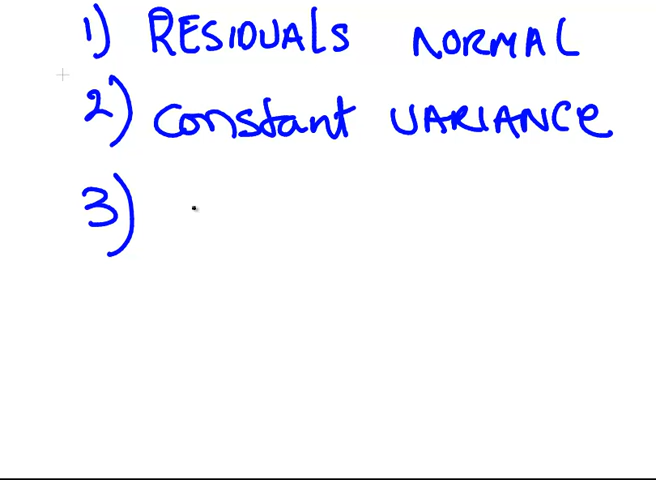 1) RESIDUALS NORMAL
2) constant VARIANCe
3)